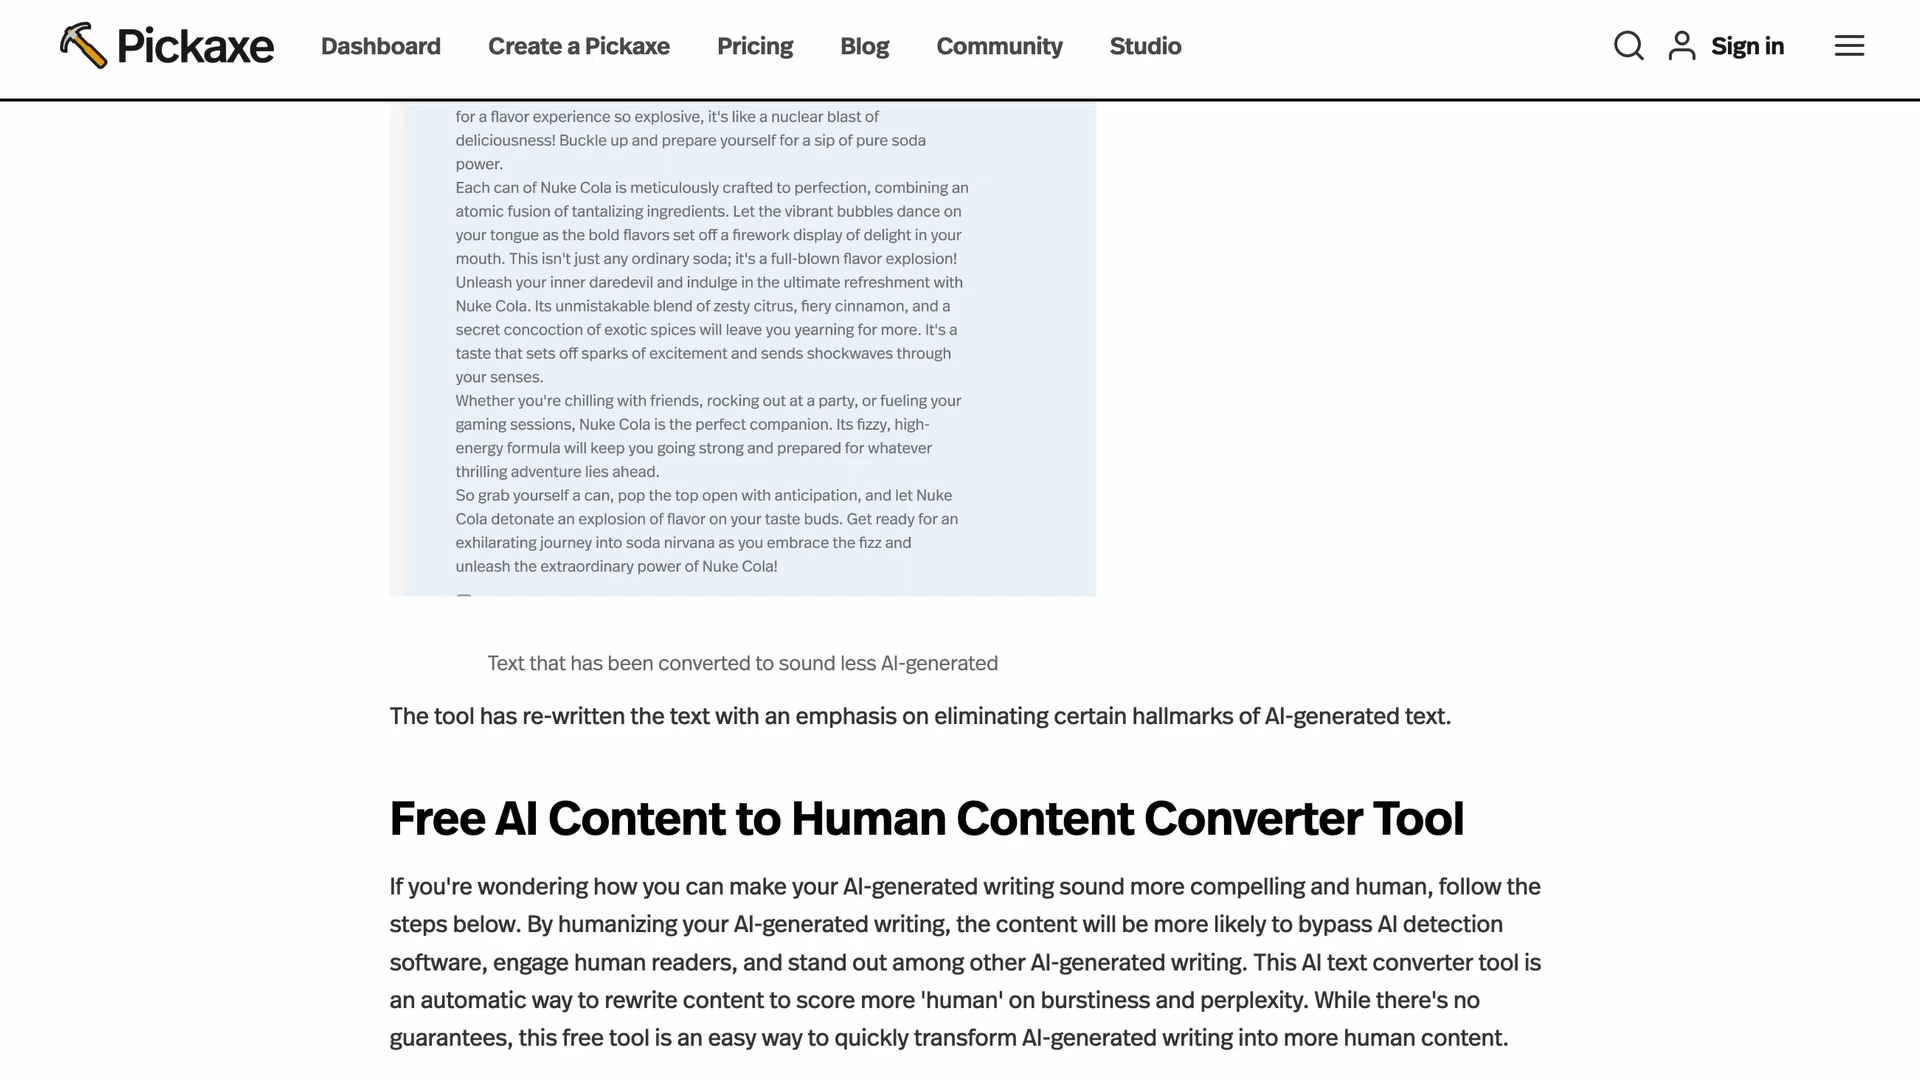 Pickaxe Dashboard Create a Pickaxe Pricing Blog Community Studio Sign in
for a flavor experience so explosive, it's like a nuclear blast of
deliciousness! Buckle up and prepare yourself for a sip of pure soda
power.
Each can of Nuke Cola is meticulously crafted to perfection, combining an
atomic fusion of tantalizing ingredients. Let the vibrant bubbles dance on
your tongue as the bold flavors set off a firework display of delight in your
mouth. This isn't just any ordinary soda; it's a full-blown flavor explosion!
Unleash your inner daredevil and indulge in the ultimate refreshment with
Nuke Cola. Its unmistakable blend of zesty citrus, fiery cinnamon, and a
secret concoction of exotic spices will leave you yearning for more. It's a
taste that sets off sparks of excitement and sends shockwaves through
your senses.
Whether you're chilling with friends, rocking out at a party, or fueling your
gaming sessions, Nuke Cola is the perfect companion. Its fizzy, high-
energy formula will keep you going strong and prepared for whatever
thrilling adventure lies ahead.
So grab yourself a can, pop the top open with anticipation, and let Nuke
Cola detonate an explosion of flavor on your taste buds. Get ready for an
exhilarating journey into soda nirvana as you embrace the fizz and
unleash the extraordinary power of Nuke Cola!
Text that has been converted to sound less AI-generated
The tool has re-written the text with an emphasis on eliminating certain hallmarks of AI-generated text.
Free AI Content to Human Content Converter Tool
If you're wondering how you can make your AI-generated writing sound more compelling and human, follow the
steps below. By humanizing your AI-generated writing, the content will be more likely to bypass AI detection
software, engage human readers, and stand out among other AI-generated writing. This AI text converter tool is
an automatic way to rewrite content to score more 'human' on burstiness and perplexity. While there's no
guarantees, this free tool is an easy way to quickly transform AI-generated writing into more human content.